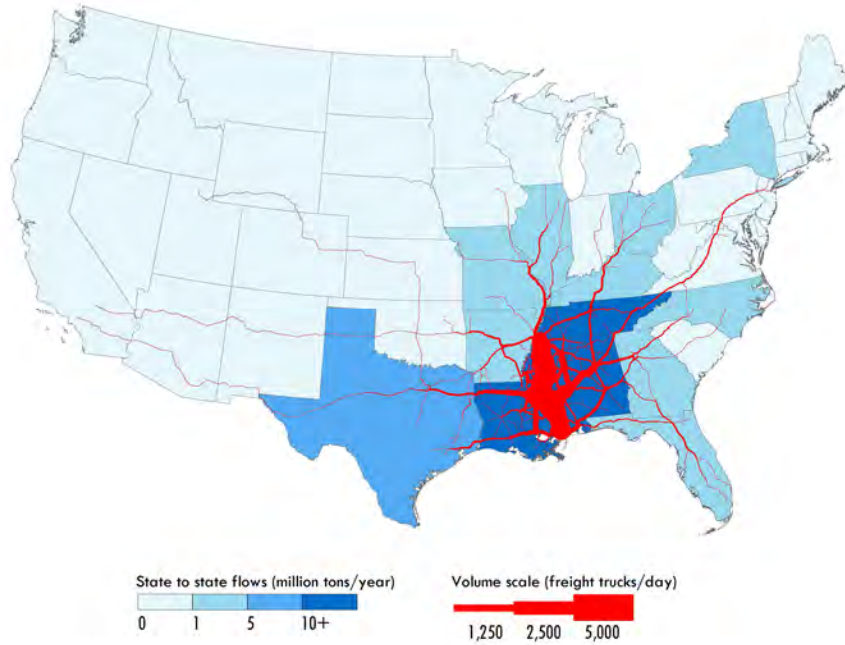 State to state flows (million tons/year)
0 1 5 10+
Volume scale (freight trucks/day)
1,250 2,500 5,000